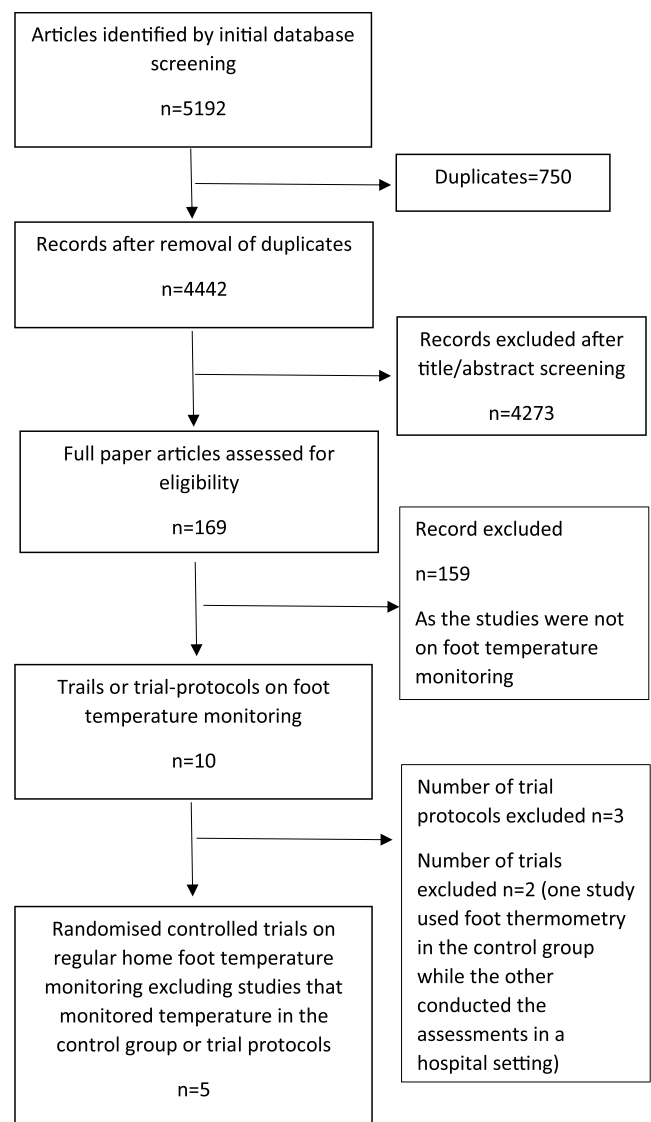 Articles identified by initial database
screening
n=5192
Duplicates=750
Records after removal of duplicates
n=4442
Records excluded after
title/abstract screening
n=4273
Full paper articles assessed for
eligibility
n=169
Record excluded
n=159
As the studies were not
on foot temperature
monitoring
Trails or trial-protocols on foot
temperature monitoring
n=10
Number of trial
protocols excluded n=3
Number of trials
excluded n=2 (one study
used foot thermometry
in the control group
while the other
conducted the
assessments in a
hospital setting)
Randomised controlled trials on
regular home foot temperature
monitoring excluding studies that
monitored temperature in the
control group or trial protocols
n=5